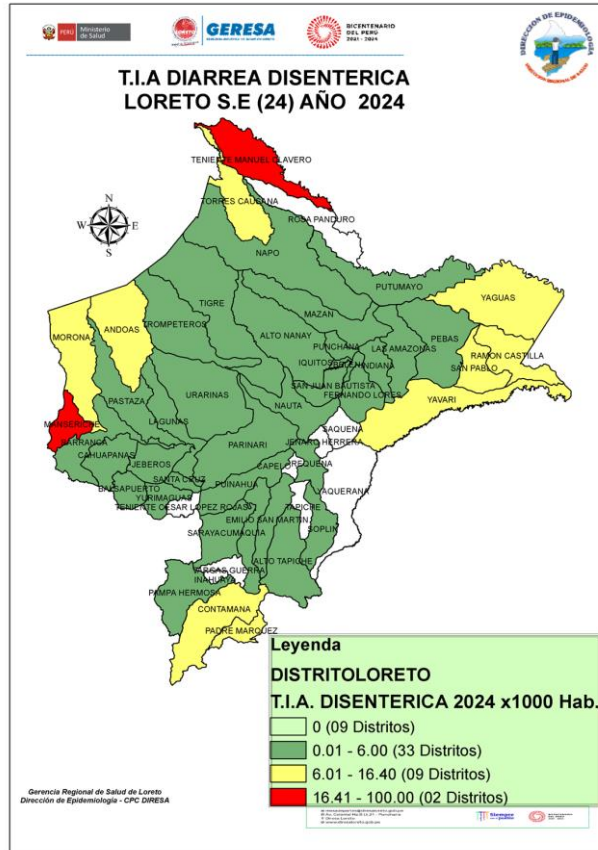 PERÚ
Ministerio
de Salud
LORETO
GERESA
BICENTENARIO
DEL PERÚ
2021 - 2024
DIRECCIÓN DE EPIDEMIOLOGÍA
T.I.A DIARREA DISENTERICA
LORETO S.E (24) AÑO 2024
TENIENTE MANUEL CLAVERO
TORRES CAUSANA
ROSA PANDURO
N
W E
S
NAPO
PUTUMAYO
YAGUAS
TIGRE
MAZAN
ANDOAS
TROMPETEROS
MORONA
ALTO NANAY
PUNCHANA
PEBAS
LAS AMAZONAS
RAMON CASTILLA
IQUITOS
BELEN
INDIANA
SAN PABLO
SAN JUAN BAUTISTA
FERNANDO LORES
YAVARI
PASTAZA
URARINAS
NAUTA
LAGUNAS
MANSERICHE
SAQUENA
BARRANCA
PARINARI
JENARO HERRERA
CAHUAPANAS
JEBEROS
CAPELO
REQUENA
SANTA CRUZ
PUINAHUA
YAQUERANA
BALSAPUERTO
YURIMAGUAS
TENIENTE CESAR LOPEZ ROJAS
TAPICHE
EMILIO SAN MARTIN
SOPLIN
SARAYACU
MAQUIA
ALTO TAPICHE
VARGAS GUERRA
INAHUAYA
PAMPA HERMOSA
CONTAMANA
PADRE MARQUEZ
Leyenda
DISTRITOLORETO
T.I.A. DISENTERICA 2024 x1000 Hab.
0 (09 Distritos)
0.01 - 6.00 (33 Distritos)
6.01 - 16.40 (09 Distritos)
16.41 - 100.00 (02 Distritos)
Gerencia Regional de Salud de Loreto
Dirección de Epidemiologia - CPC DIRESA